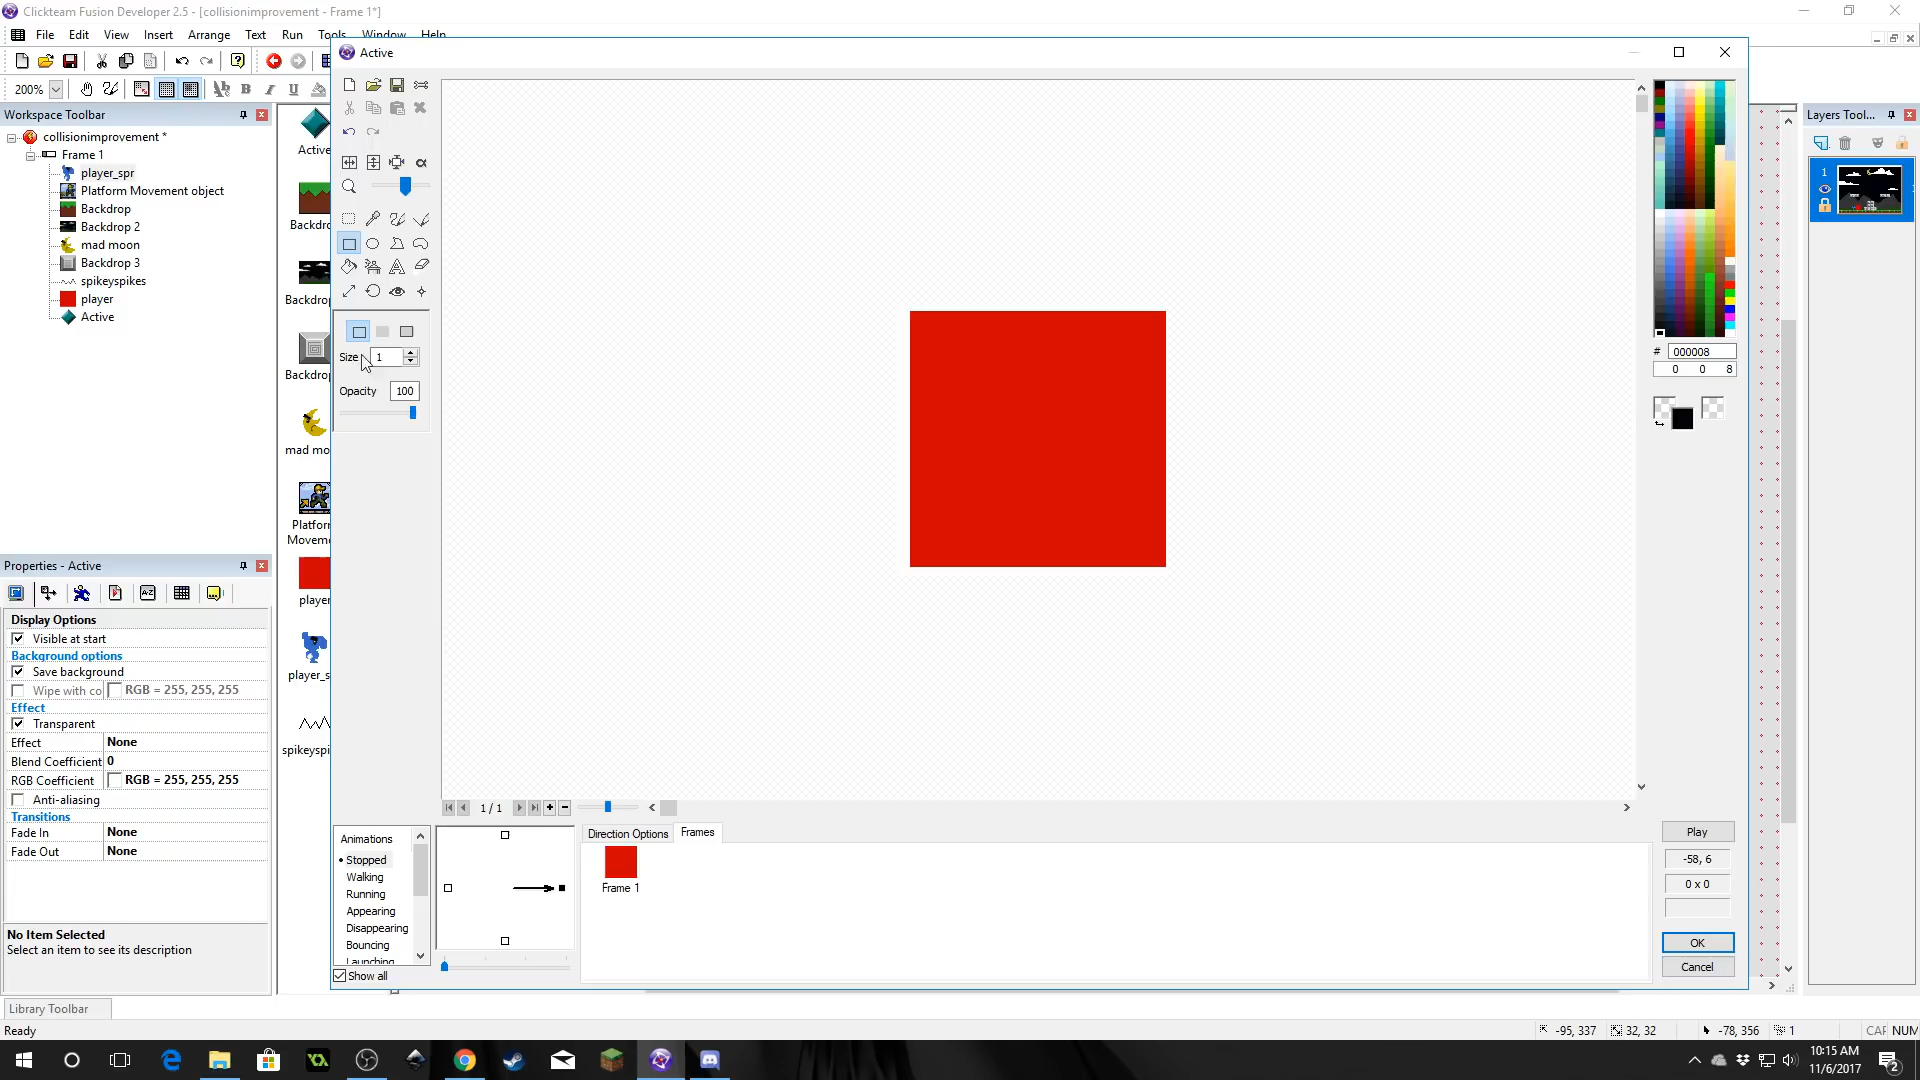 Clickteam Fusion Developer 2.5 - [collisionimprovement - Frame 1*]
File Edit View Insert Arrange Text Run Tools Window Help
Active
200%
Workspace Toolbar
collisionimprovement *
Frame 1
player_spr
Platform Movement object
Backdrop
Backdrop 2
mad moon
Backdrop 3
spikeyspikes
player
Active
Active
Backdro
Backdro
Backdro
mad mo
Platforn
Moveme
player
player_s
spikeyspi
Size 1
Opacity 100
# 000008
0 0 8
Layers Tool...
1
Properties - Active
Display Options
Visible at start
Background options
Save background
Wipe with co RGB = 255, 255, 255
Effect
Transparent
Effect None
Blend Coefficient 0
RGB Coefficient RGB = 255, 255, 255
Anti-aliasing
Transitions
Fade In None
Fade Out None
No Item Selected
Select an item to see its description
1 / 1
Animations
Stopped
Walking
Running
Appearing
Disappearing
Bouncing
Launching
Show all
Direction Options Frames
Frame 1
Play
-58, 6
0 x 0
OK
Cancel
Library Toolbar
Ready
-95, 337 32, 32 -78, 356 1 CAP NUM
10:15 AM
11/6/2017
2